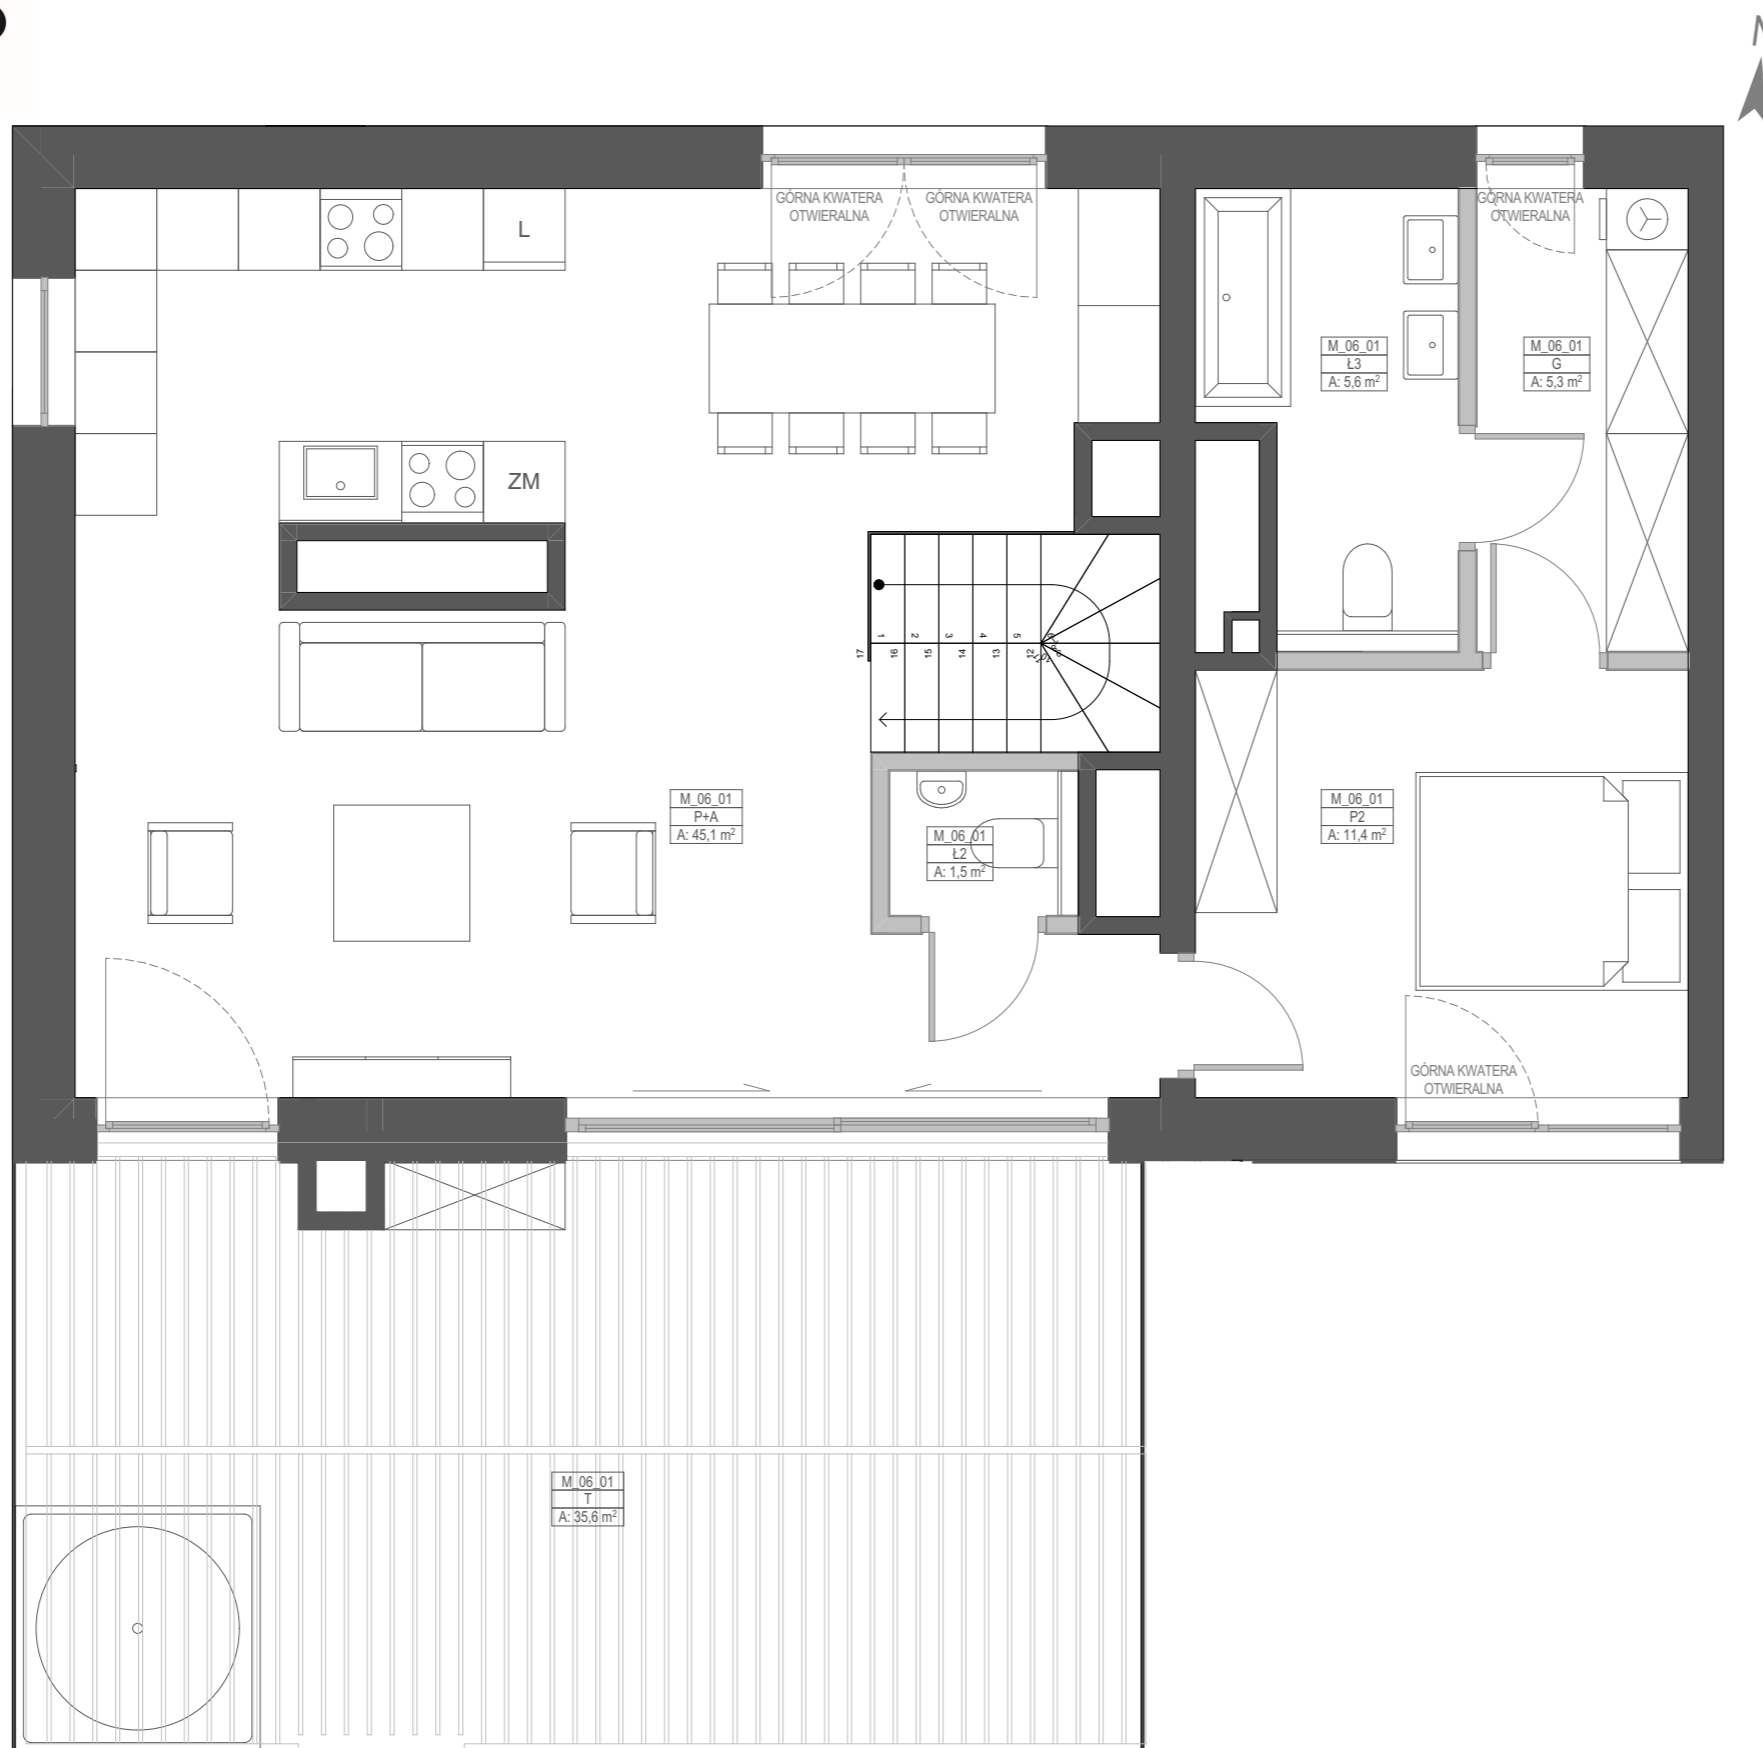 GÓRNA KWATERA
OTWIERALNA
GÓRNA KWATERA
OTWIERALNA
GÓRNA KWATERA
OTWIERALNA
L
M_06_01
Ł3
A: 5,6 m²
M_06_01
G
A: 5,3 m²
ZM
1
2
3
4
5
17
16
15
14
13
12
M_06_01
P+A
A: 45,1 m²
M_06_01
Ł2
A: 1,5 m²
M_06_01
P2
A: 11,4 m²
GÓRNA KWATERA
OTWIERALNA
M_06_01
T
A: 35,6 m²